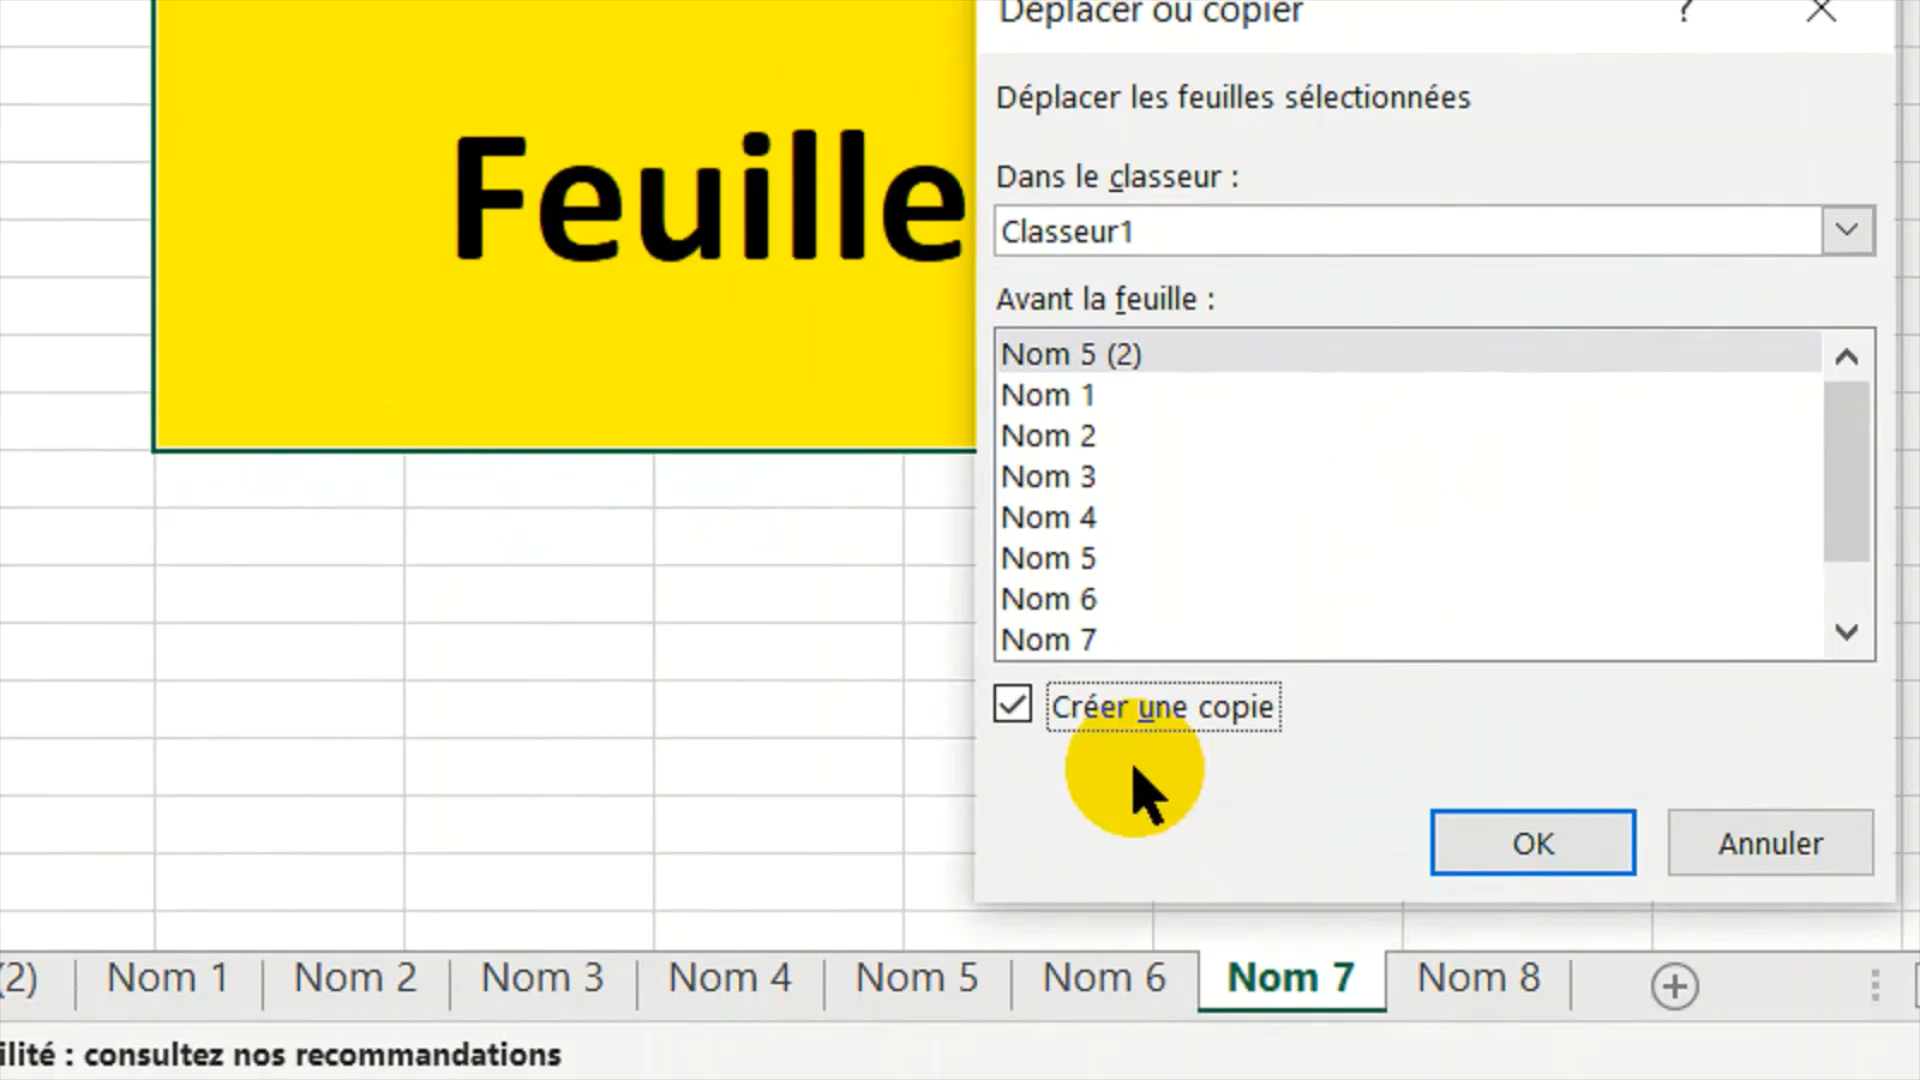 Déplacer ou copier
?
Déplacer les feuilles sélectionnées
Dans le classeur :
Classeur1
Avant la feuille :
Nom 5 (2)
Nom 1
Nom 2
Nom 3
Nom 4
Nom 5
Nom 6
Nom 7
Créer une copie
OK
Annuler
Feuille
(2)
Nom 1
Nom 2
Nom 3
Nom 4
Nom 5
Nom 6
Nom 7
Nom 8
ilité : consultez nos recommandations